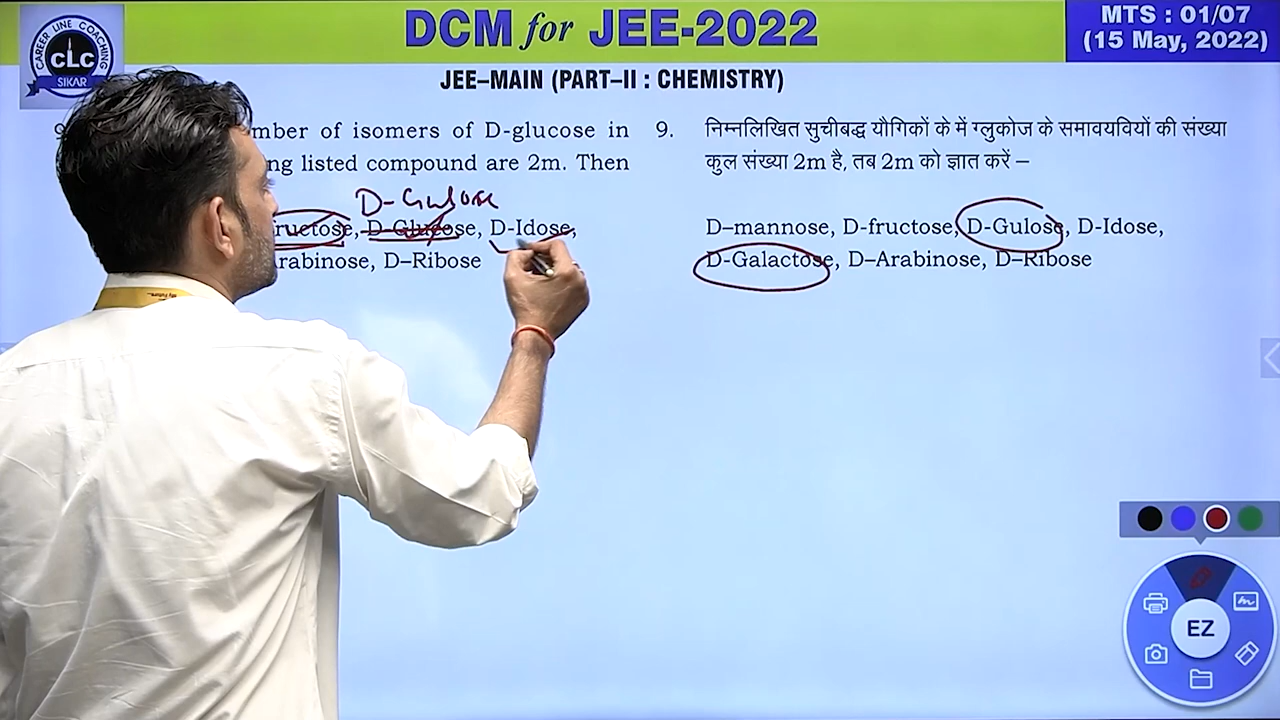 DCM for JEE-2022
MTS : 01/07
(15 May, 2022)
CAREER LINE COACHING
CLC
SIKAR
JEE–MAIN (PART–II : CHEMISTRY)
9
mber of isomers of D-glucose in
ng listed compound are 2m. Then
D-Gulose
fructose, D-Glucose, D-Idose,
rabinose, D–Ribose
9. निम्नलिखित सुचीबद्ध यौगिकों के में ग्लुकोज के समावयवियों की संख्या
कुल संख्या 2m है, तब 2m को ज्ञात करें –
D–mannose, D-fructose, D-Gulose, D-Idose,
D-Galactose, D–Arabinose, D–Ribose
EZ